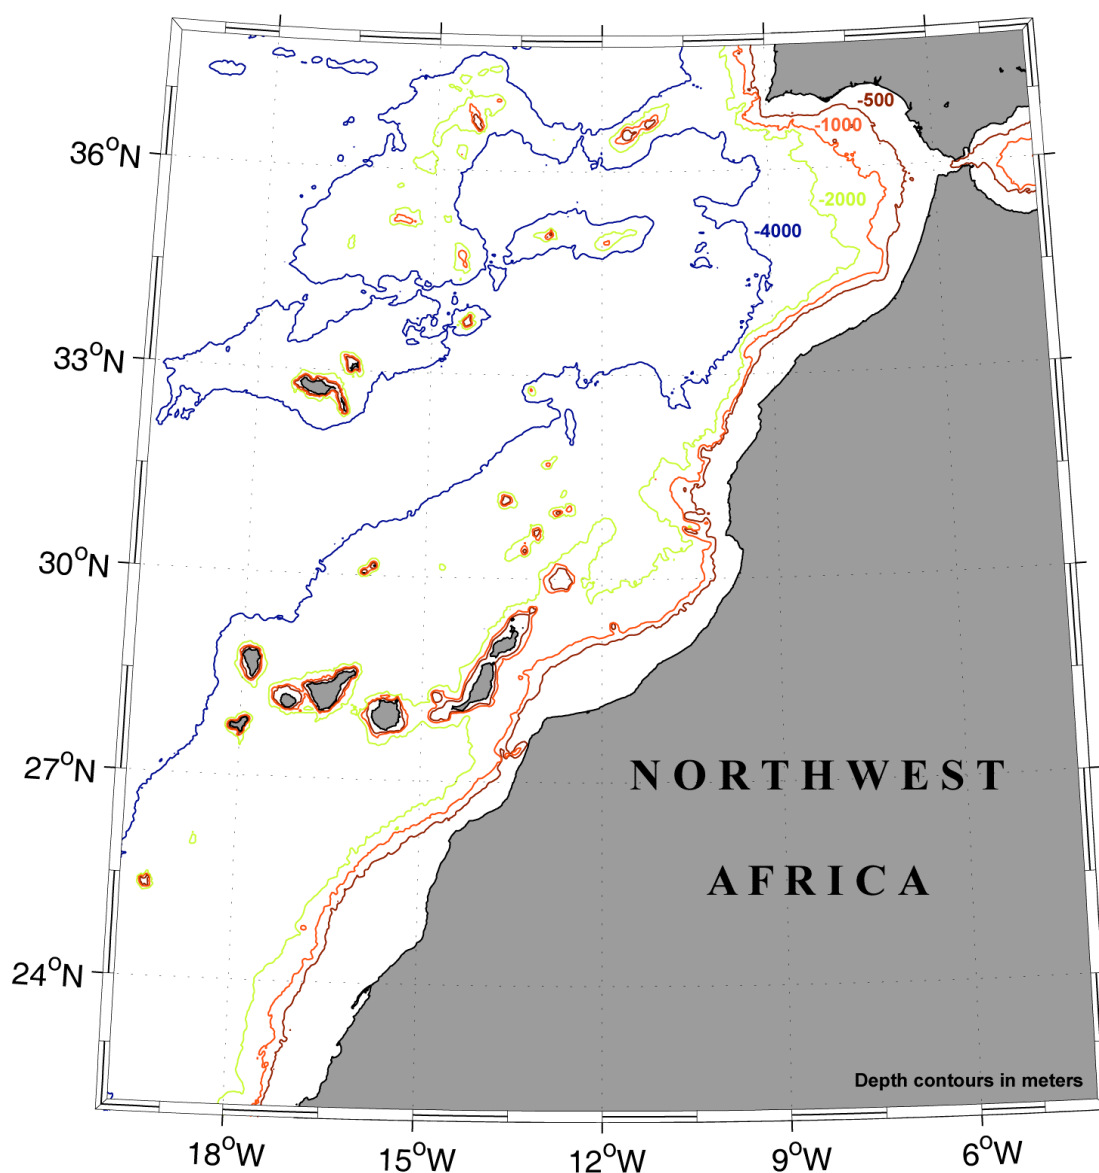 -500
-1000
36°N
-2000
-4000
33°N
30°N
27°N
NORTHWEST
AFRICA
24°N
Depth contours in meters
18°W 15°W 12°W 9°W 6°W